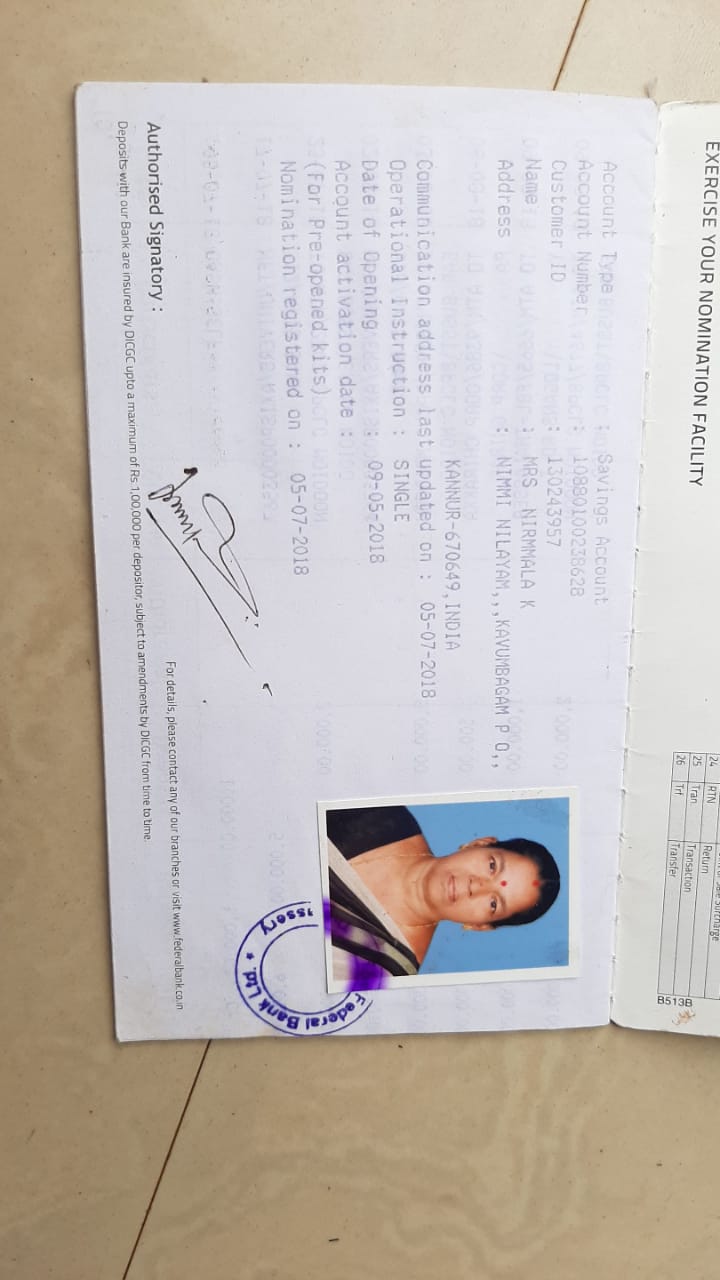 EXERCISE YOUR NOMINATION FACILITY
24 RTN Return
25 Tran Transaction
26 Trf Transfer
B513B
Account Type : Savings Account
Account Number : 10880100238628
Customer ID : 130243957
Name : MRS NIRMMALA K
Address : NIMMI NILAYAM,,,KAVUMBAGAM P O,,
KANNUR-670649,INDIA
Communication address last updated on : 05-07-2018
Operational Instruction : SINGLE
Date of Opening : 09-05-2018
Account activation date :
(For Pre-opened kits)
Nomination registered on : 05-07-2018
Federal Bank Ltd.
Authorised Signatory :
For details, please contact any of our branches or visit www.federalbank.co.in
Deposits with our Bank are insured by DICGC upto a maximum of Rs 1,00,000 per depositor, subject to amendments by DICGC from time to time.